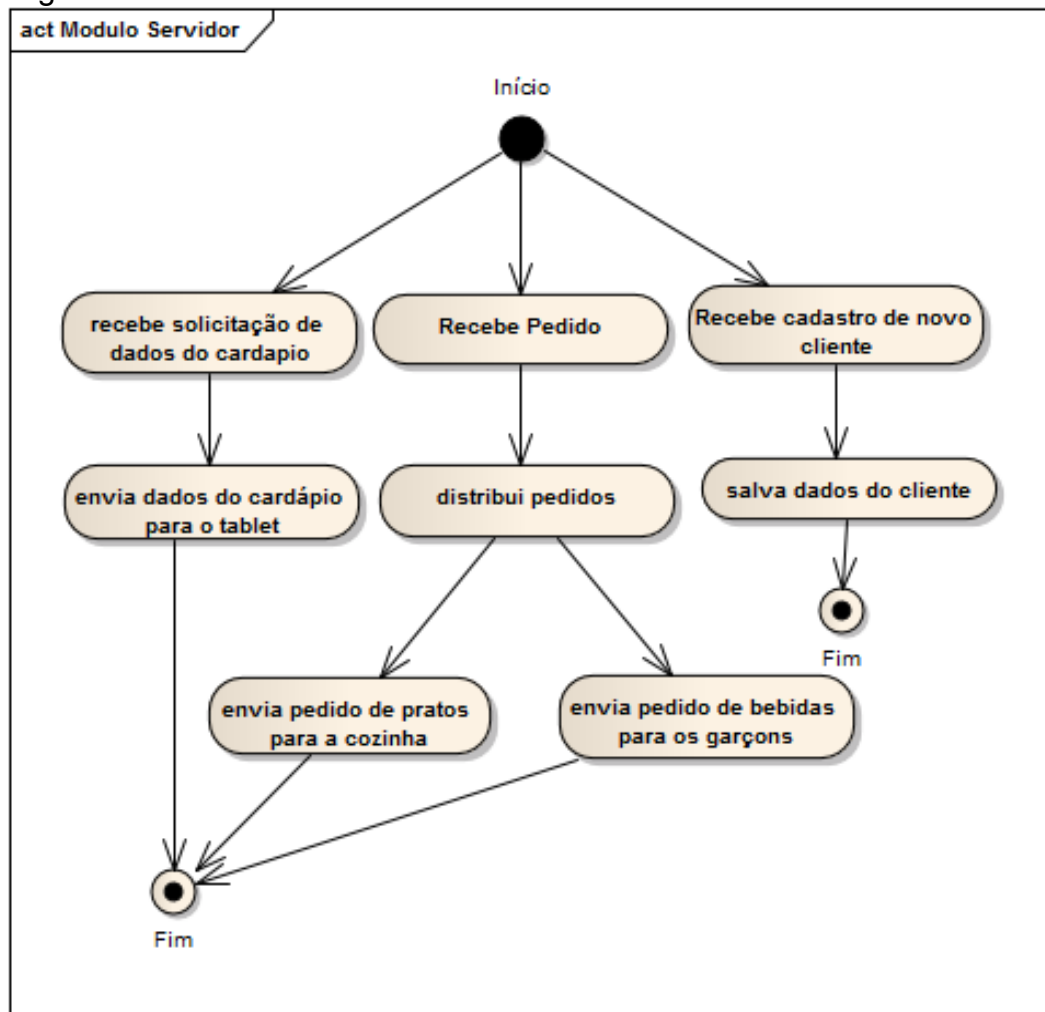 act Modulo Servidor
Início
recebe solicitação de
dados do cardapio
Recebe Pedido
Recebe cadastro de novo
cliente
envia dados do cardápio
para o tablet
distribui pedidos
salva dados do cliente
Fim
envia pedido de pratos
para a cozinha
envia pedido de bebidas
para os garçons
Fim